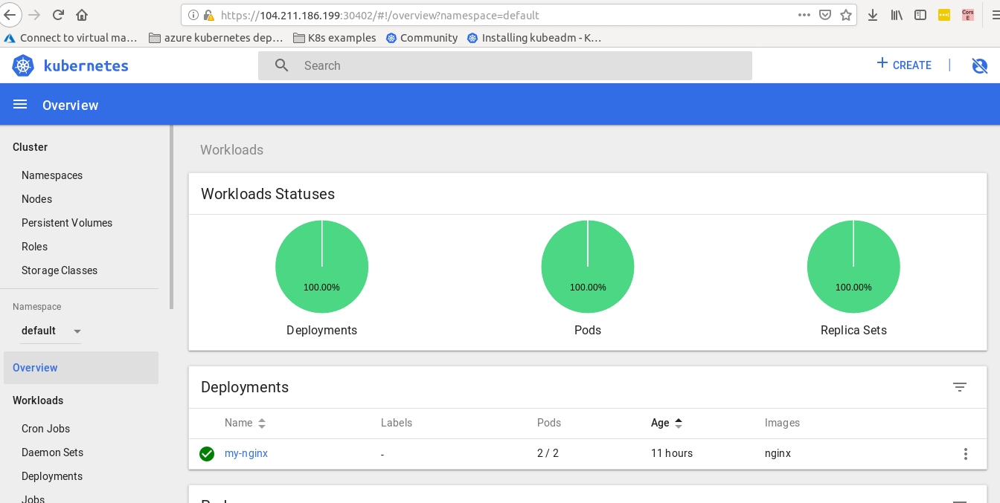 https://104.211.186.199:30402/#!/overview?namespace=default
Connect to virtual ma… azure kubernetes dep… K8s examples Community Installing kubeadm - K…
kubernetes Search CREATE
Overview
Cluster
Namespaces
Nodes
Persistent Volumes
Roles
Storage Classes
Namespace
default
Overview
Workloads
Cron Jobs
Daemon Sets
Deployments
Jobs
Workloads
Workloads Statuses
100.00% 100.00% 100.00%
Deployments Pods Replica Sets
Deployments
Name Labels Pods Age Images
my-nginx - 2 / 2 11 hours nginx